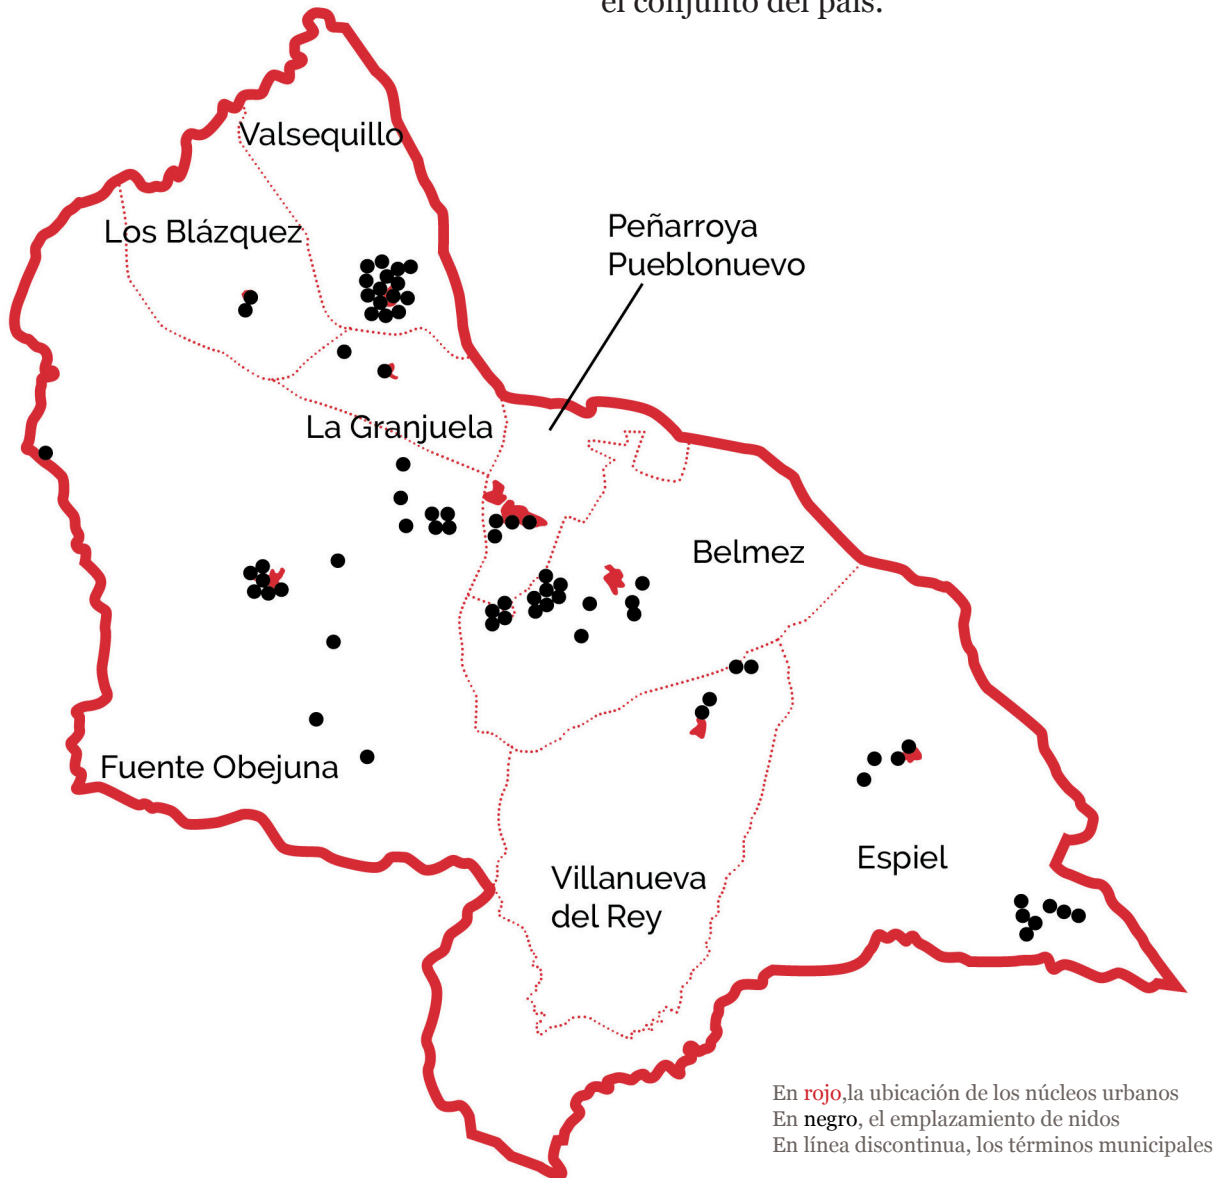 el conjunto del país.
Valsequillo
Los Blázquez
Peñarroya
Pueblonuevo
La Granjuela
Belmez
Fuente Obejuna
Espiel
Villanueva
del Rey
En rojo,la ubicación de los núcleos urbanos
En negro, el emplazamiento de nidos
En línea discontinua, los términos municipales